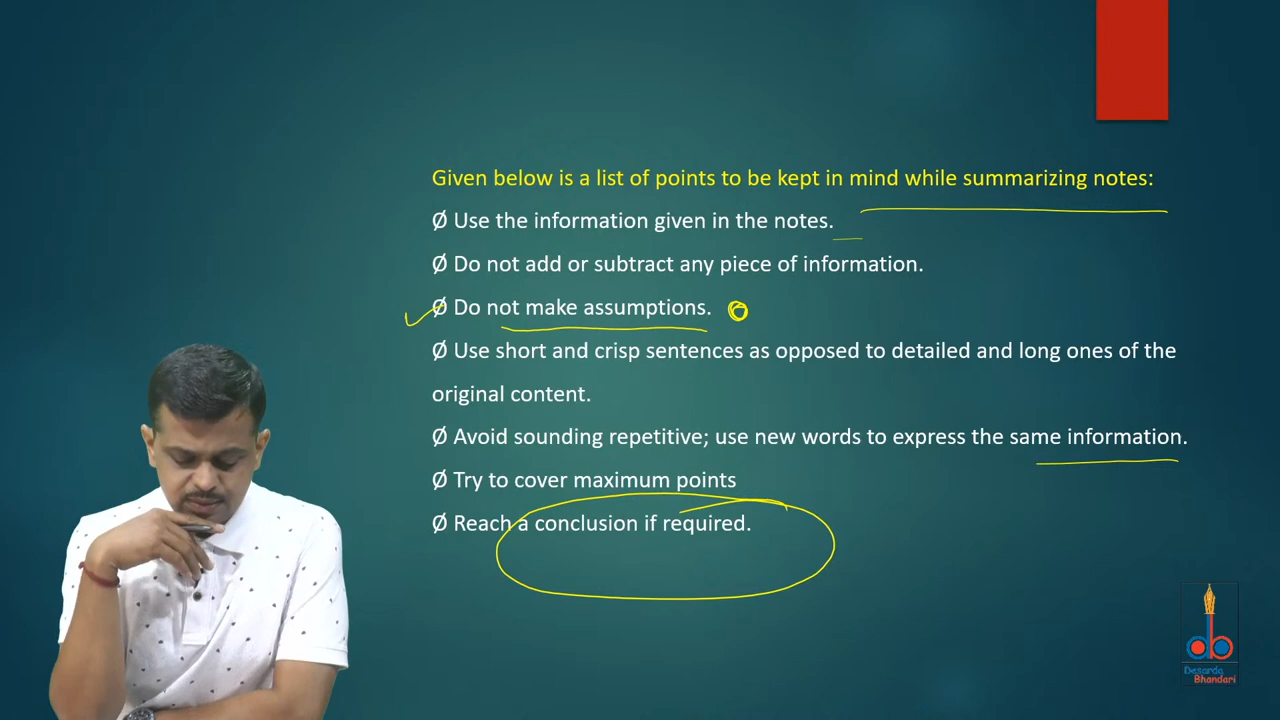 Given below is a list of points to be kept in mind while summarizing notes:
Ø Use the information given in the notes.
Ø Do not add or subtract any piece of information.
Ø Do not make assumptions.
Ø Use short and crisp sentences as opposed to detailed and long ones of the
original content.
Ø Avoid sounding repetitive; use new words to express the same information.
Ø Try to cover maximum points
Ø Reach a conclusion if required.
db
Desarda
Bhandari